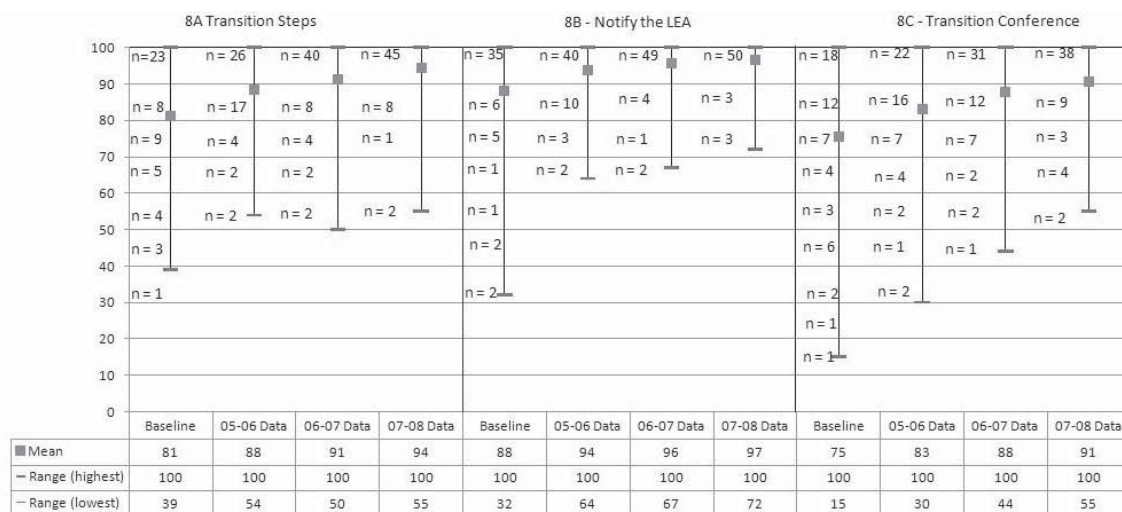 8A Transition Steps 8B - Notify the LEA 8C - Transition Conference
100
n=23 n = 26 n = 40 n = 45 n=35 n = 40 n = 49 n = 50 n = 18 n = 22 n = 31 n = 38
90
n = 8 n = 17 n = 8 n = 8 n = 6 n = 10 n = 4 n = 3 n = 12 n = 16 n = 12 n = 9
80
n = 9 n = 4 n = 4 n = 1 n = 5 n = 3 n = 1 n = 3 n = 7 n = 7 n = 7 n = 3
70
n = 5 n = 2 n = 2 n = 1 n = 2 n = 2 n = 4 n = 4 n = 2 n = 4
60
n = 4 n = 2 n = 2 n = 2 n = 1 n = 3 n = 2 n = 2 n = 2
50
n = 3 n = 2 n = 6 n = 1 n = 1
40
n = 1 n = 2 n = 2 n = 2
30
n = 1
20
n = 1
10
0
Baseline 05-06 Data 06-07 Data 07-08 Data Baseline 05-06 Data 06-07 Data 07-08 Data Baseline 05-06 Data 06-07 Data 07-08 Data
Mean 81 88 91 94 88 94 96 97 75 83 88 91
Range (highest) 100 100 100 100 100 100 100 100 100 100 100 100
Range (lowest) 39 54 50 55 32 64 67 72 15 30 44 55